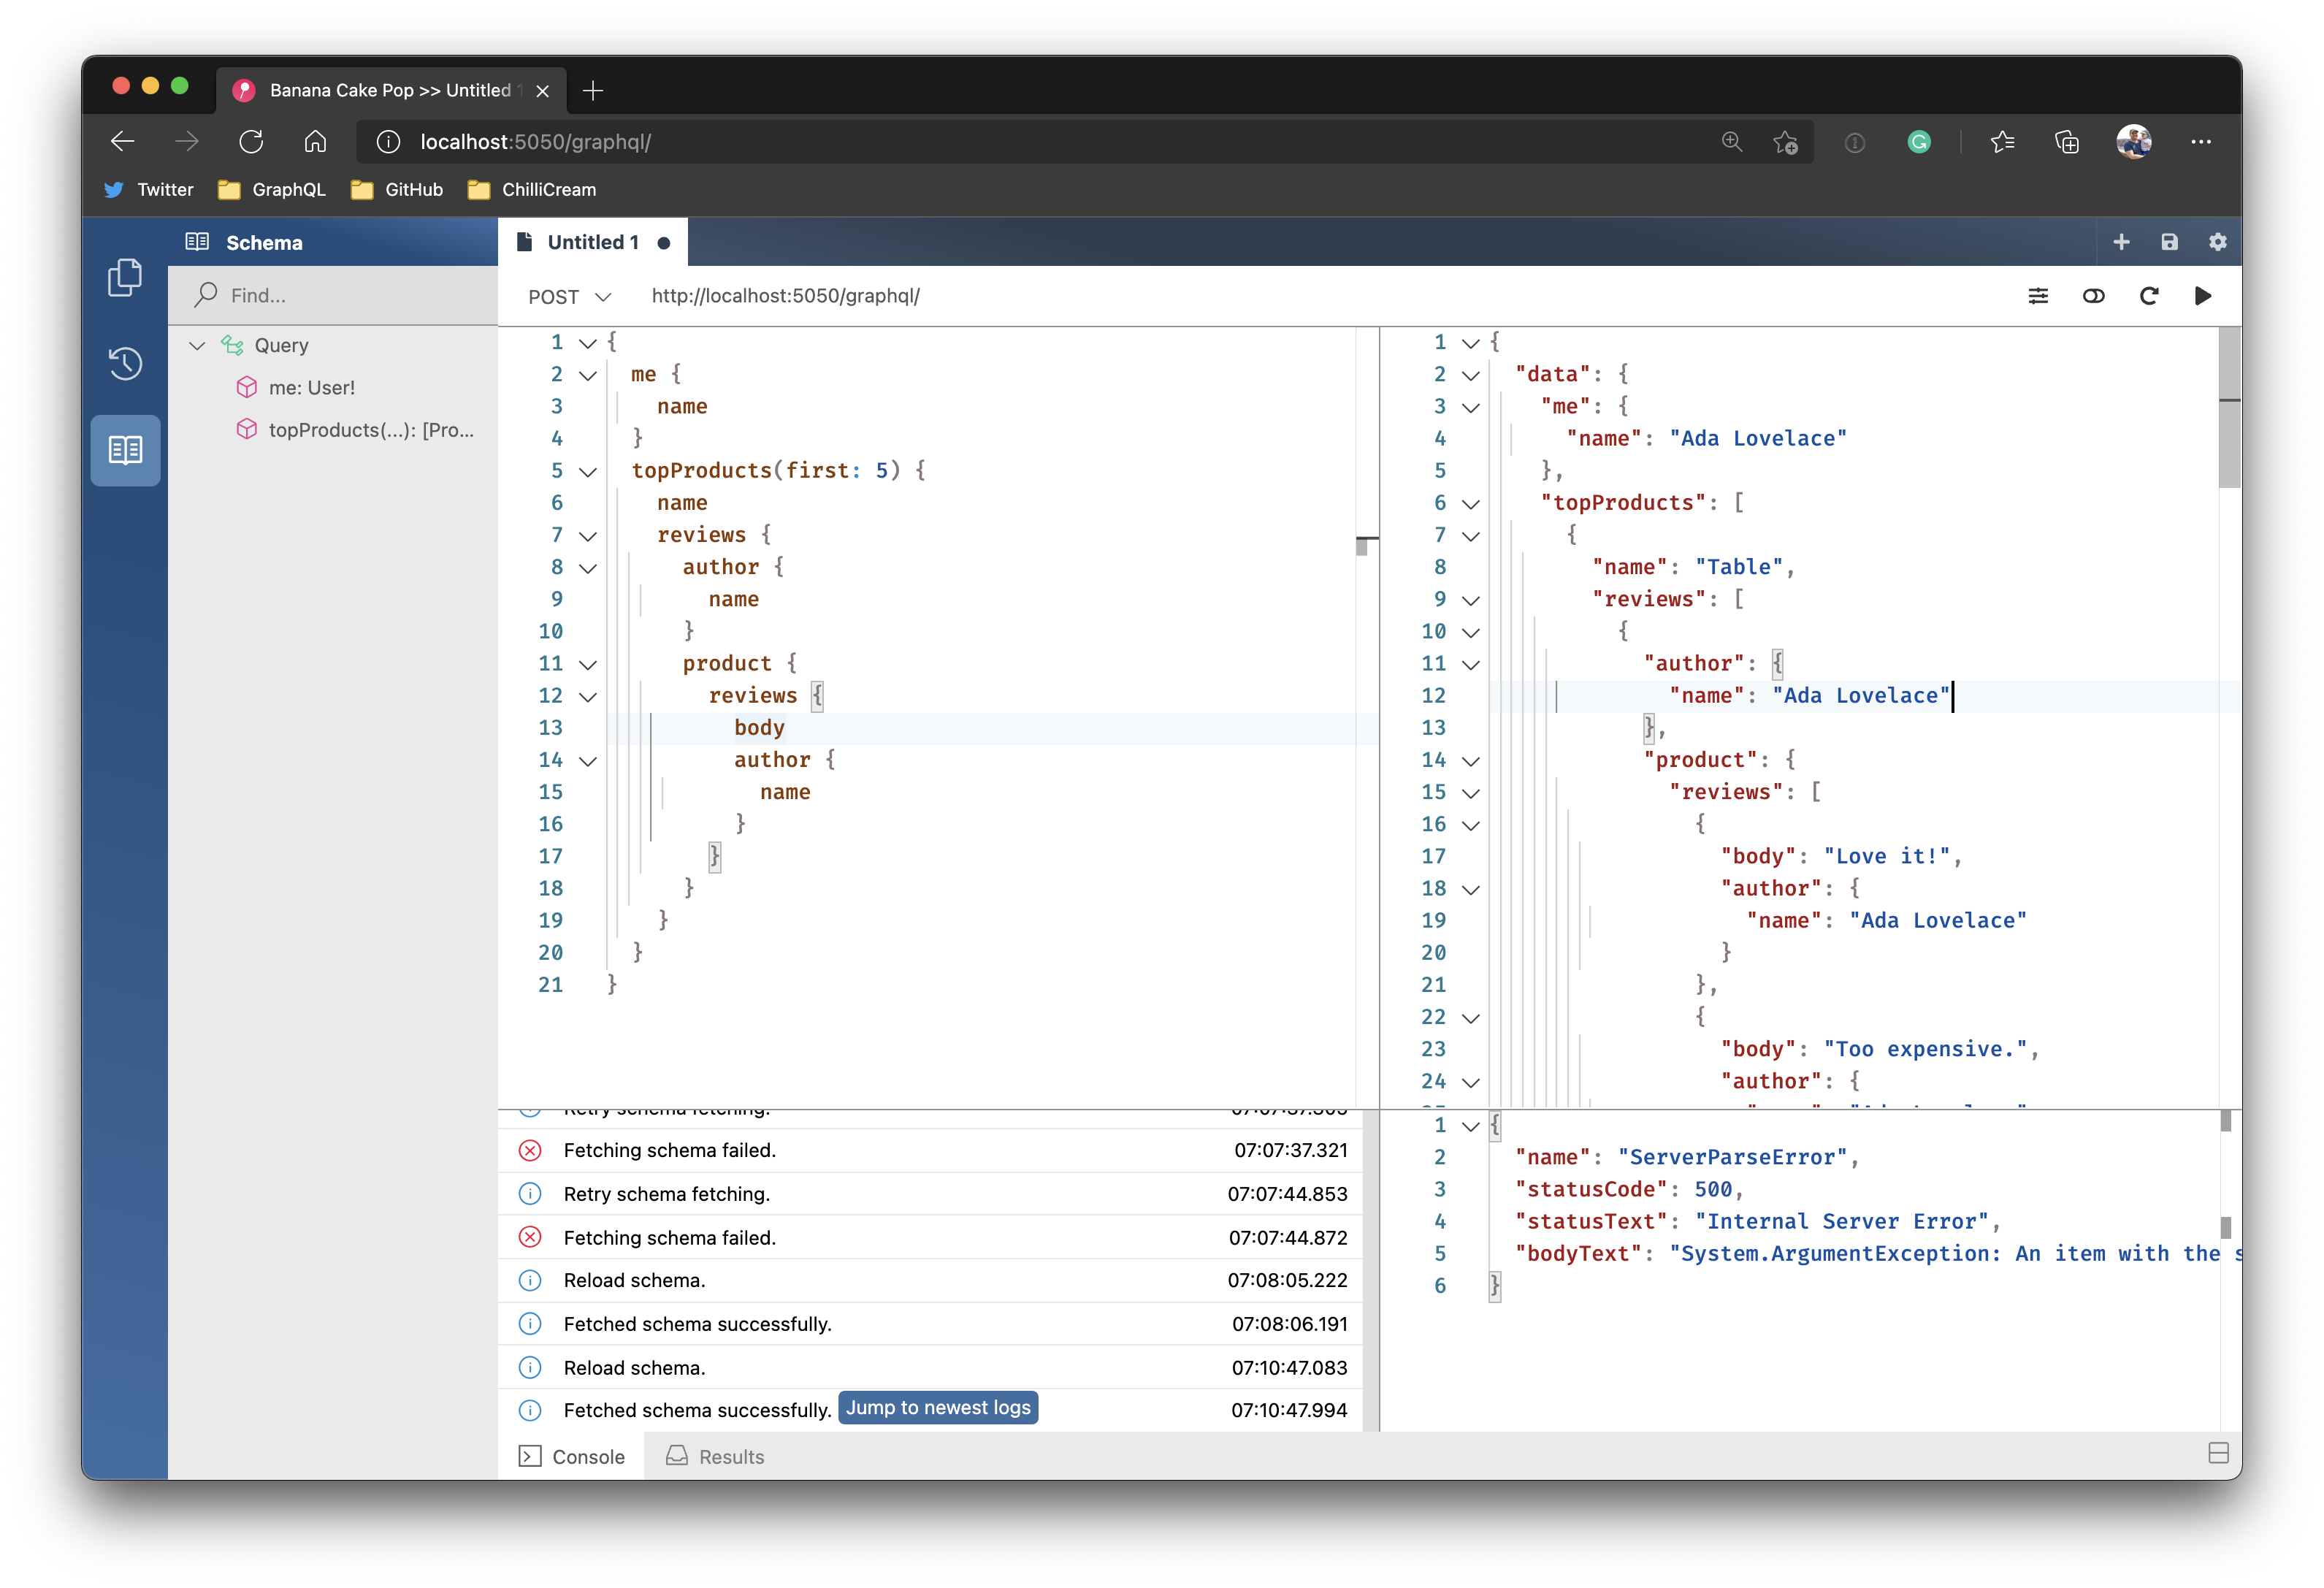 Banana Cake Pop >> Untitled 1
localhost:5050/graphql/
Twitter
GraphQL
GitHub
ChilliCream
Schema
Untitled 1
Find...
POST
http://localhost:5050/graphql/
Query
me: User!
topProducts(...): [Pro...
1 {
2 me {
3 name
4 }
5 topProducts(first: 5) {
6 name
7 reviews {
8 author {
9 name
10 }
11 product {
12 reviews {
13 body
14 author {
15 name
16 }
17 }
18 }
19 }
20 }
21 }
1 {
2 "data": {
3 "me": {
4 "name": "Ada Lovelace"
5 },
6 "topProducts": [
7 {
8 "name": "Table",
9 "reviews": [
10 {
11 "author": {
12 "name": "Ada Lovelace"
13 },
14 "product": {
15 "reviews": [
16 {
17 "body": "Love it!",
18 "author": {
19 "name": "Ada Lovelace"
20 }
21 },
22 {
23 "body": "Too expensive.",
24 "author": {
Retry schema fetching.
Fetching schema failed. 07:07:37.321
Retry schema fetching. 07:07:44.853
Fetching schema failed. 07:07:44.872
Reload schema. 07:08:05.222
Fetched schema successfully. 07:08:06.191
Reload schema. 07:10:47.083
Fetched schema successfully. 07:10:47.994
Jump to newest logs
1 {
2 "name": "ServerParseError",
3 "statusCode": 500,
4 "statusText": "Internal Server Error",
5 "bodyText": "System.ArgumentException: An item with the s
6 }
Console
Results